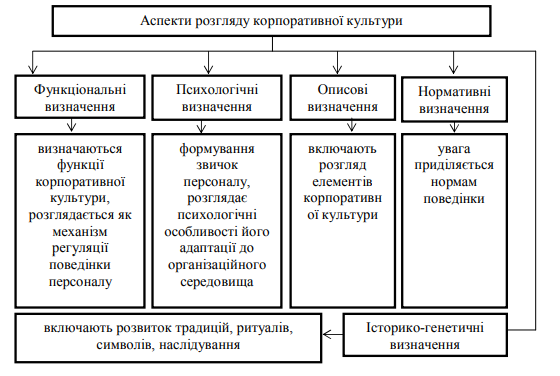 Аспекти розгляду корпоративної культури
Функціональні
визначення
Психологічні
визначення
Описові
визначення
Нормативні
визначення
визначаються
функції
корпоративної
культури,
розглядається як
механізм
регуляції
поведінки
персоналу
формування
звичок
персоналу,
розглядає
психологічні
особливості його
адаптації до
організаційного
середовища
включають
розгляд
елементів
корпоративн
ої культури
увага
приділяється
нормам
поведінки
включають розвиток традицій, ритуалів,
символів, наслідування
Історико-генетичні
визначення